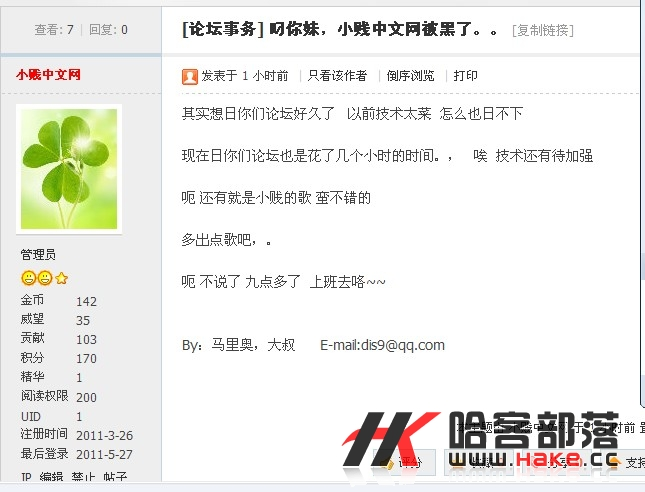 查看: 7 | 回复: 0
[论坛事务] 叼你妹，小贱中文网被黑了。。 [复制链接]
小贱中文网
发表于 1 小时前 | 只看该作者 | 倒序浏览 | 打印
其实想日你们论坛好久了 以前技术太菜 怎么也日不下
现在日你们论坛也是花了几个小时的时间。， 唉 技术还有待加强
呃 还有就是小贱的歌 蛮不错的
多出点歌吧，。
呃 不说了 九点多了 上班去咯~~
By：马里奥，大叔 E-mail:dis9@qq.com
管理员
金币 142
威望 35
贡献 103
积分 170
精华 1
阅读权限 200
UID 1
注册时间 2011-3-26
最后登录 2011-5-27
IP 编辑 禁止 帖子
评分
支持
哈客部落
www.HaKe.cc